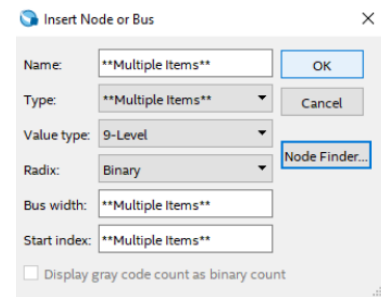 Insert Node or Bus
Name: **Multiple Items** OK
Type: **Multiple Items** Cancel
Value type: 9-Level
Node Finder...
Radix: Binary
Bus width: **Multiple Items**
Start index: **Multiple Items**
Display gray code count as binary count